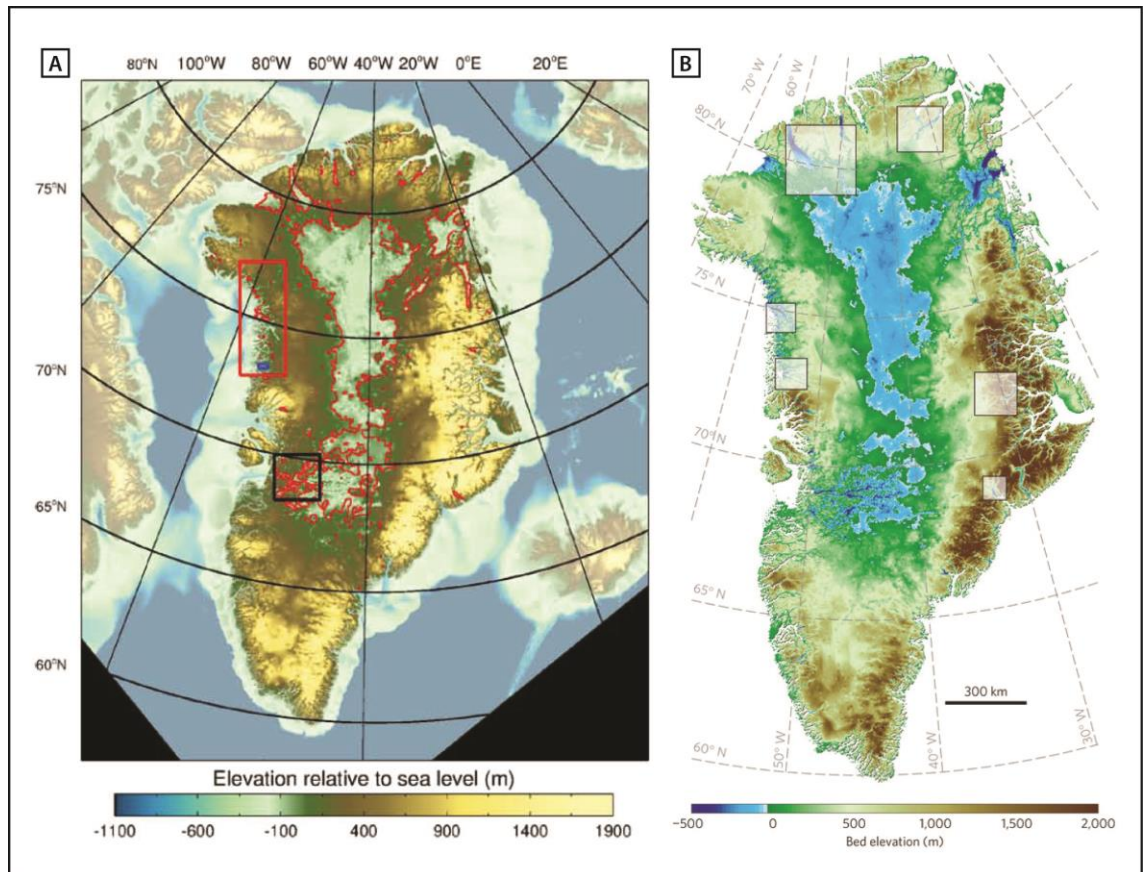 A
80°N 100°W 80°W 60°W 40°W 20°W 0°E 20°E
75°N
70°N
65°N
60°N
Elevation relative to sea level (m)
-1100 -600 -100 400 900 1400 1900
B
70° W
60° W
80° N
75° N
70° N
65° N
60° N
50° W
40° W
30° W
300 km
−500 0 500 1,000 1,500 2,000
Bed elevation (m)